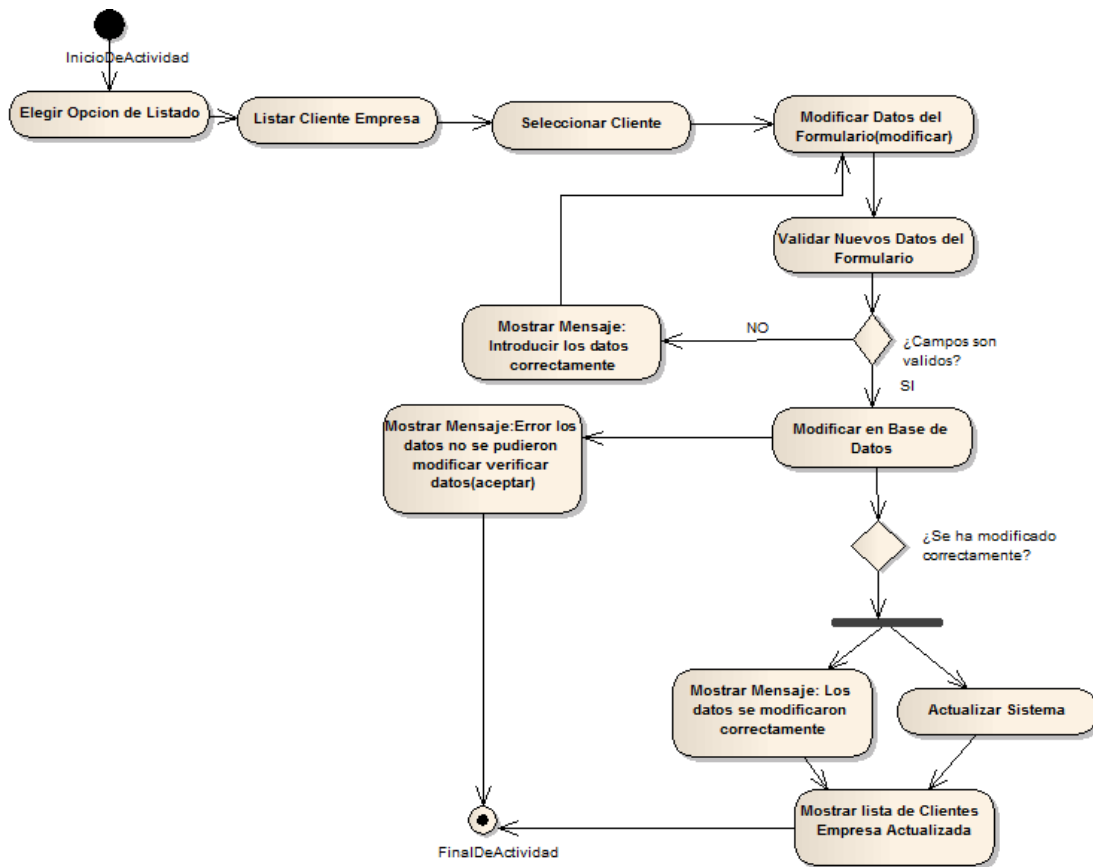 InicioDeActividad
Elegir Opcion de Listado
Listar Cliente Empresa
Seleccionar Cliente
Modificar Datos del
Formulario(modificar)
Validar Nuevos Datos del
Formulario
NO
¿Campos son
validos?
Mostrar Mensaje:
Introducir los datos
correctamente
SI
Mostrar Mensaje:Error los
datos no se pudieron
modificar verificar
datos(aceptar)
Modificar en Base de
Datos
¿Se ha modificado
correctamente?
Mostrar Mensaje: Los
datos se modificaron
correctamente
Actualizar Sistema
Mostrar lista de Clientes
Empresa Actualizada
FinalDeActividad